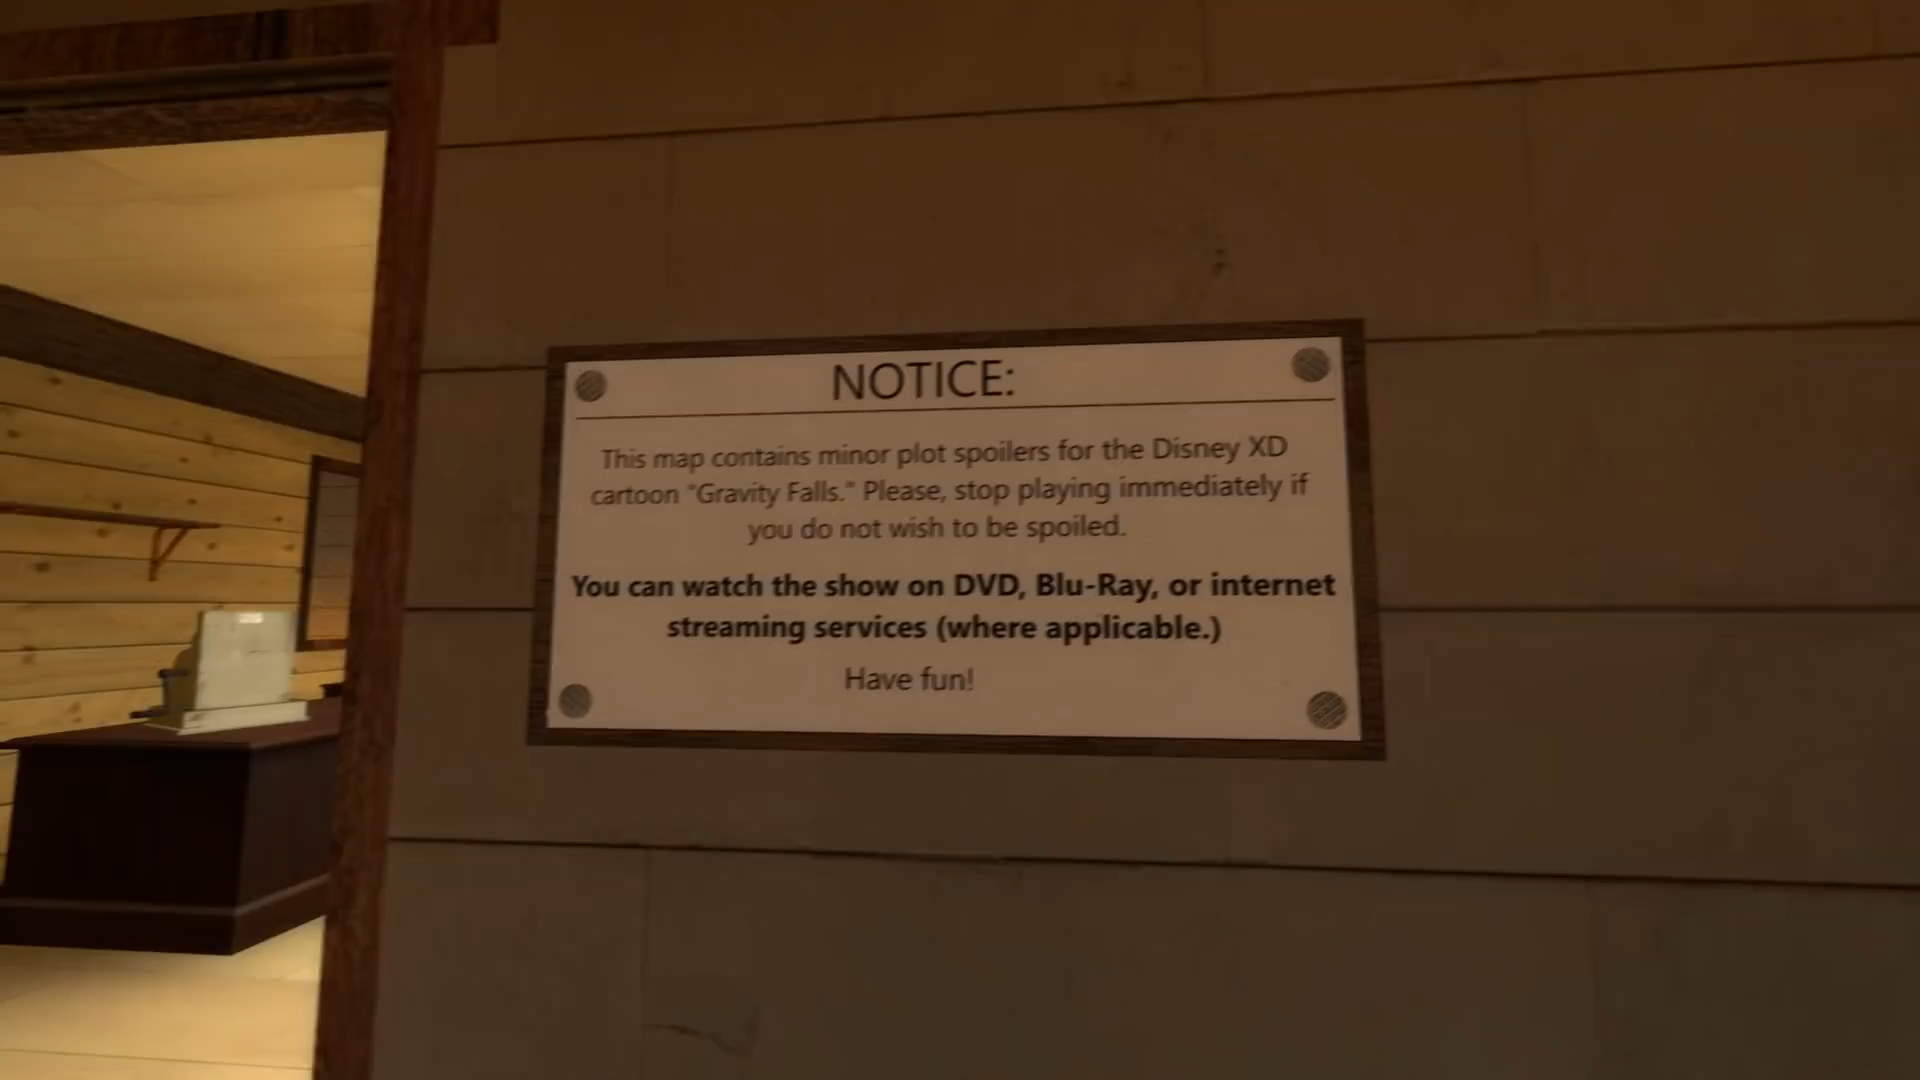 NOTICE:
This map contains minor plot spoilers for the Disney XD
cartoon "Gravity Falls." Please, stop playing immediately if
you do not wish to be spoiled.
You can watch the show on DVD, Blu-Ray, or internet
streaming services (where applicable.)
Have fun!